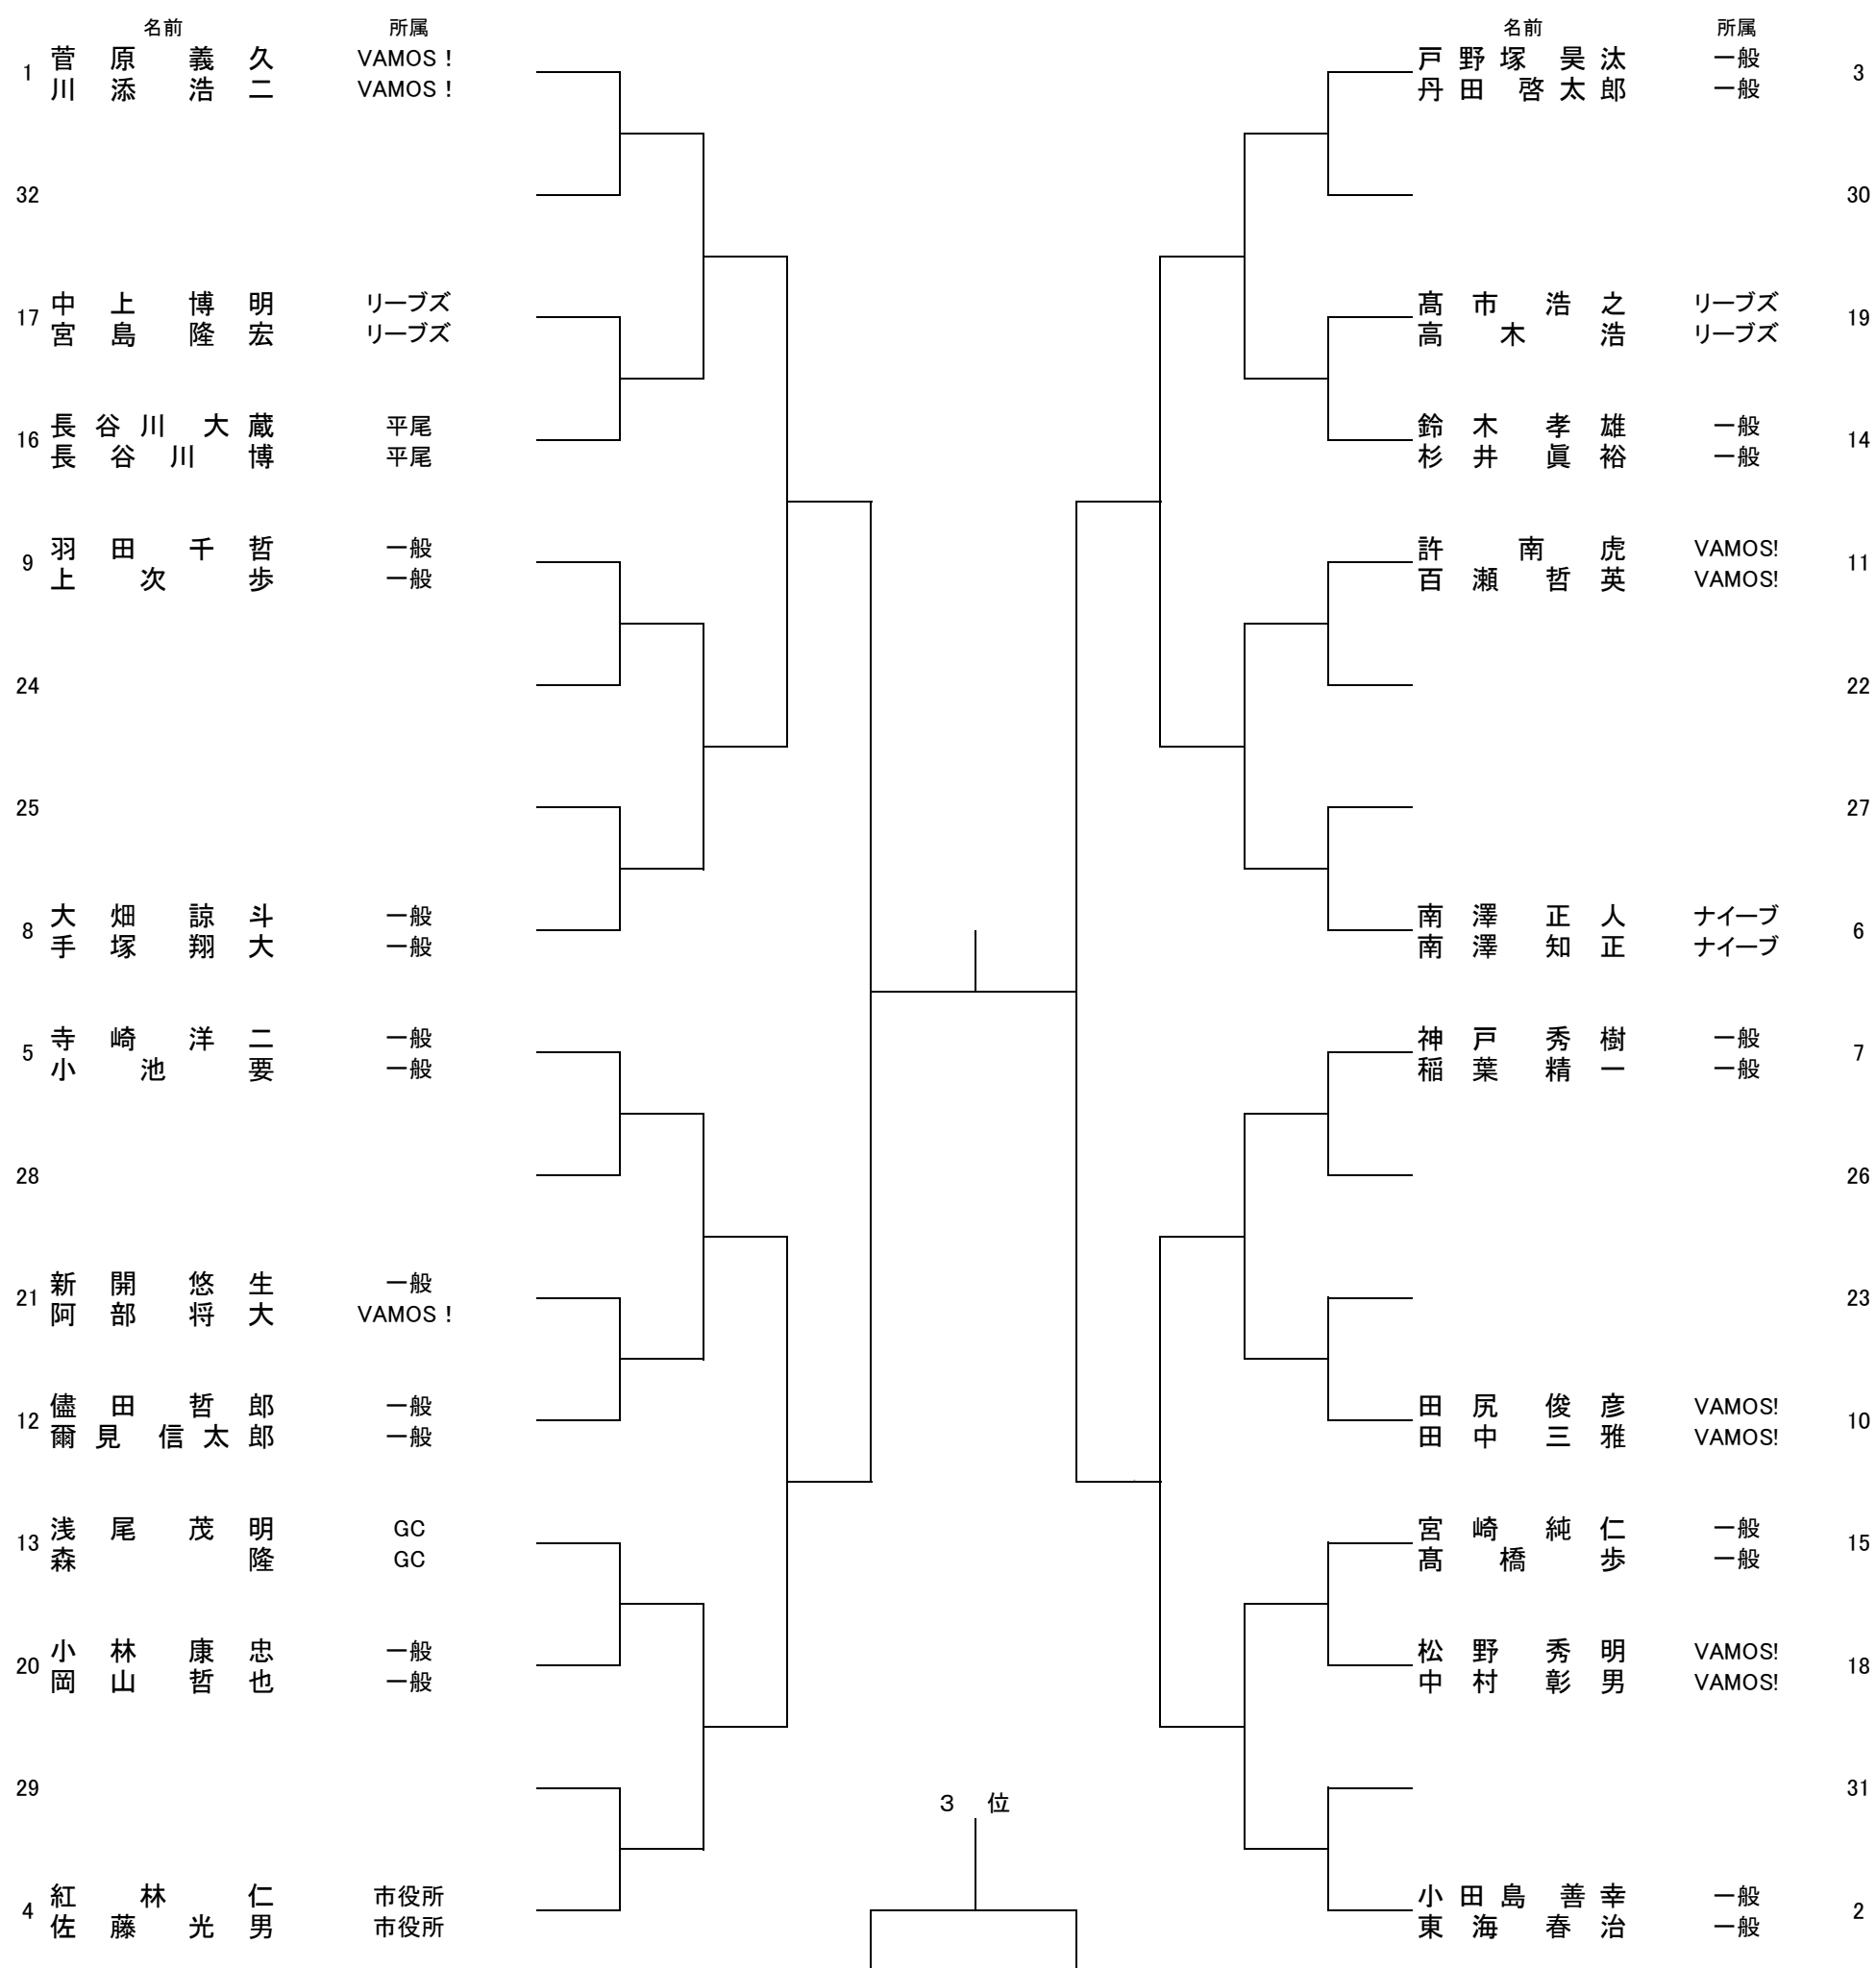 名前 所属
1 菅原 義久 VAMOS！
川添 浩二 VAMOS！
32
17 中上 博明 リーブズ
宮島 隆宏 リーブズ
16 長谷川 大蔵 平尾
長谷川 博 平尾
9 羽田 千哲 一般
上次 歩 一般
24
25
8 大畑 諒斗 一般
手塚 翔大 一般
5 寺崎 洋二 一般
小池 要 一般
28
21 新開 悠生 一般
阿部 将大 VAMOS！
12 儘田 哲郎 一般
爾見 信太郎 一般
13 浅尾 茂明 GC
森 隆 GC
20 小林 康忠 一般
岡山 哲也 一般
29
4 紅林 仁 市役所
佐藤 光男 市役所
3 位
名前 所属
戸野塚 昊汰 一般 3
丹田 啓太郎 一般
30
髙市 浩之 リーブズ 19
高木 浩 リーブズ
鈴木 孝雄 一般 14
杉井 眞裕 一般
許 南虎 VAMOS! 11
百瀬 哲英 VAMOS!
22
27
南澤 正人 ナイーブ 6
南澤 知正 ナイーブ
神戸 秀樹 一般 7
稲葉 精一 一般
26
23
田尻 俊彦 VAMOS! 10
田中 三雅 VAMOS!
宮崎 純仁 一般 15
髙橋 歩 一般
松野 秀明 VAMOS! 18
中村 彰男 VAMOS!
31
小田島 善幸 一般 2
東海 春治 一般